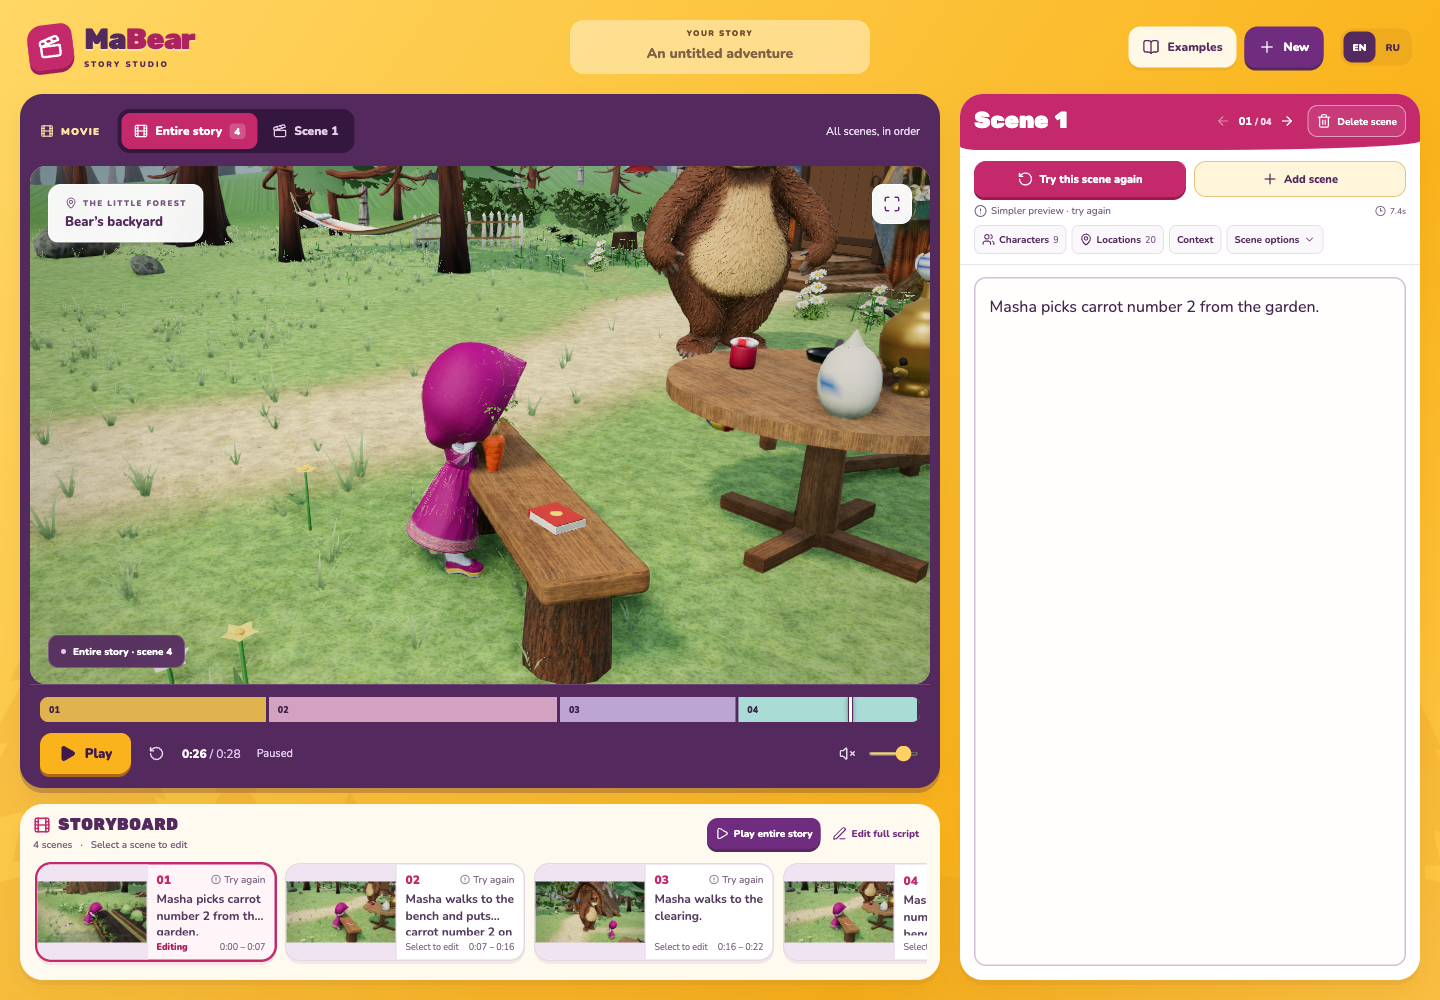 MaBear
STORY STUDIO
YOUR STORY
An untitled adventure
Examples
New
EN
RU
MOVIE
Entire story 4
Scene 1
All scenes, in order
THE LITTLE FOREST
Bear's backyard
Entire story · scene 4
01
02
03
04
Play
0:26 / 0:28
Paused
STORYBOARD
4 scenes · Select a scene to edit
Play entire story
Edit full script
01
Try again
Masha picks carrot
number 2 from th...
garden.
Editing
0:00 – 0:07
02
Try again
Masha walks to the
bench and puts...
carrot number 2 on
Select to edit
0:07 – 0:16
03
Try again
Masha walks to the
clearing.
Select to edit
0:16 – 0:22
04
Scene 1
01 / 04
Delete scene
Try this scene again
Add scene
Simpler preview · try again
7.4s
Characters 9
Locations 20
Context
Scene options
Masha picks carrot number 2 from the garden.